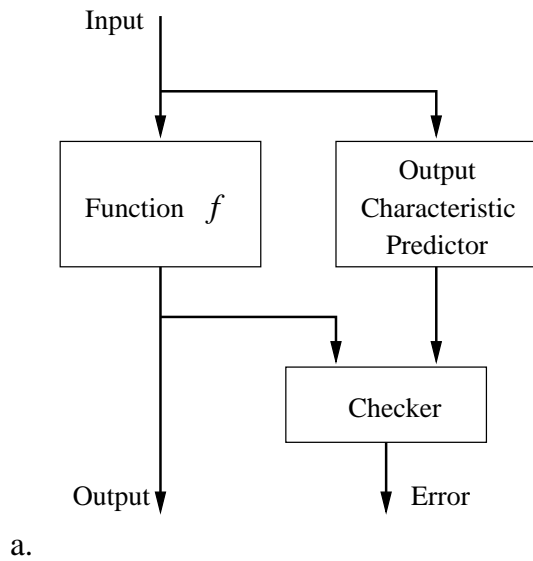 Input
Function f
Output
Characteristic
Predictor
Checker
Output
Error
a.